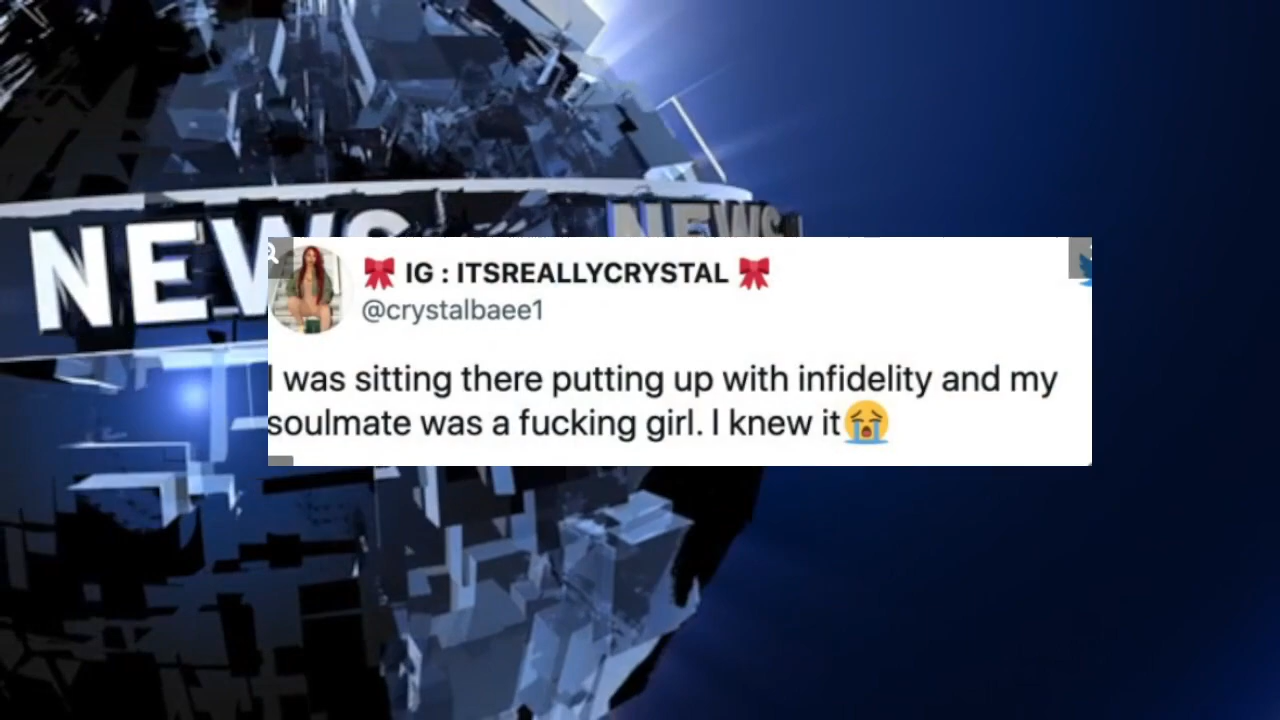 NEWS
NEWS
🎀 IG : ITSREALLYCRYSTAL 🎀
@crystalbaee1
I was sitting there putting up with infidelity and my
soulmate was a fucking girl. I knew it😭